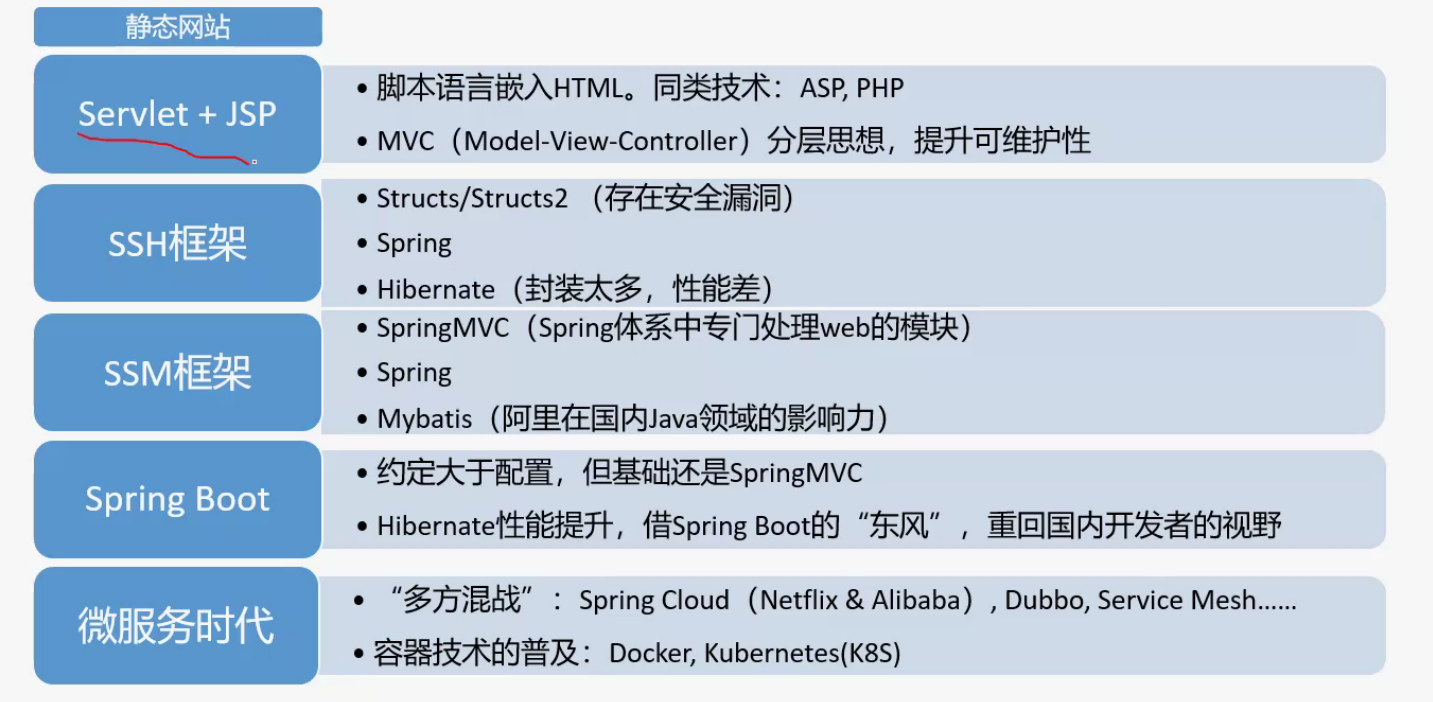 静态网站
Servlet + JSP
• 脚本语言嵌入HTML。同类技术：ASP, PHP
• MVC（Model-View-Controller）分层思想，提升可维护性
SSH框架
• Structs/Structs2 （存在安全漏洞）
• Spring
• Hibernate（封装太多，性能差）
SSM框架
• SpringMVC（Spring体系中专门处理web的模块）
• Spring
• Mybatis（阿里在国内Java领域的影响力）
Spring Boot
• 约定大于配置，但基础还是SpringMVC
• Hibernate性能提升，借Spring Boot的“东风”，重回国内开发者的视野
微服务时代
• “多方混战”：Spring Cloud（Netflix & Alibaba）, Dubbo, Service Mesh……
• 容器技术的普及：Docker, Kubernetes(K8S)